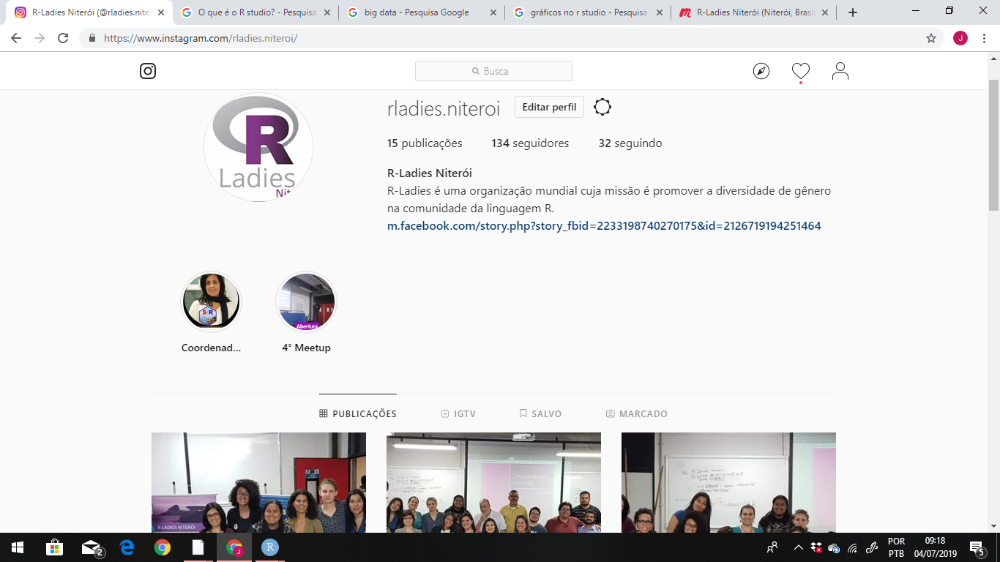 R-Ladies Niterói (@rladies.nite
O que é o R studio? - Pesquisa
big data - Pesquisa Google
gráficos no r studio - Pesquisa
R-Ladies Niterói (Niterói, Brasil
https://www.instagram.com/rladies.niteroi/
J
Busca
R
Ladies
Nit
rladies.niteroi
Editar perfil
15 publicações 134 seguidores 32 seguindo
R-Ladies Niterói
R-Ladies é uma organização mundial cuja missão é promover a diversidade de gênero
na comunidade da linguagem R.
m.facebook.com/story.php?story_fbid=2233198740270175&id=2126719194251464
Abertura
Coordenad...
4° Meetup
PUBLICAÇÕES
IGTV
SALVO
MARCADO
R-LADIES NITERÓI
2
J
R
POR
PTB
09:18
04/07/2019
5